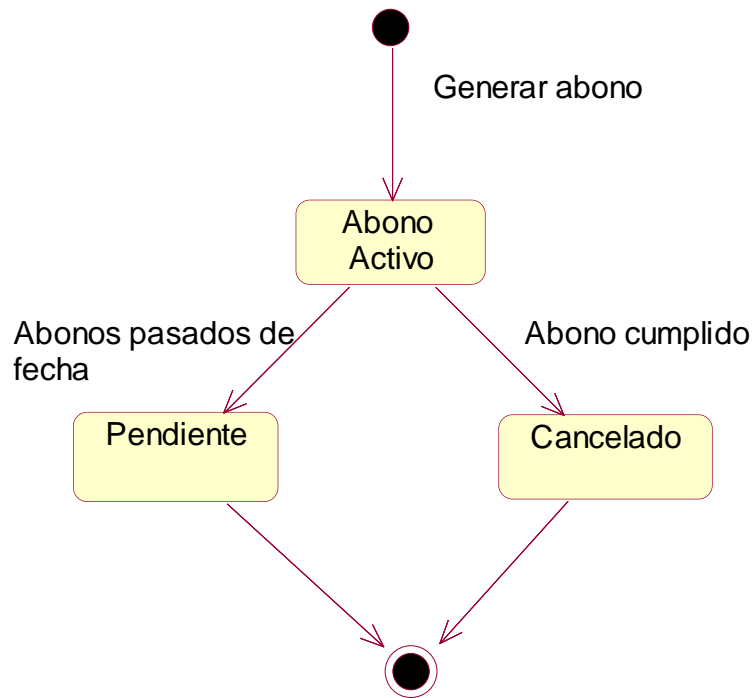 Generar abono
Abono
Activo
Abonos pasados de
fecha
Abono cumplido
Pendiente
Cancelado